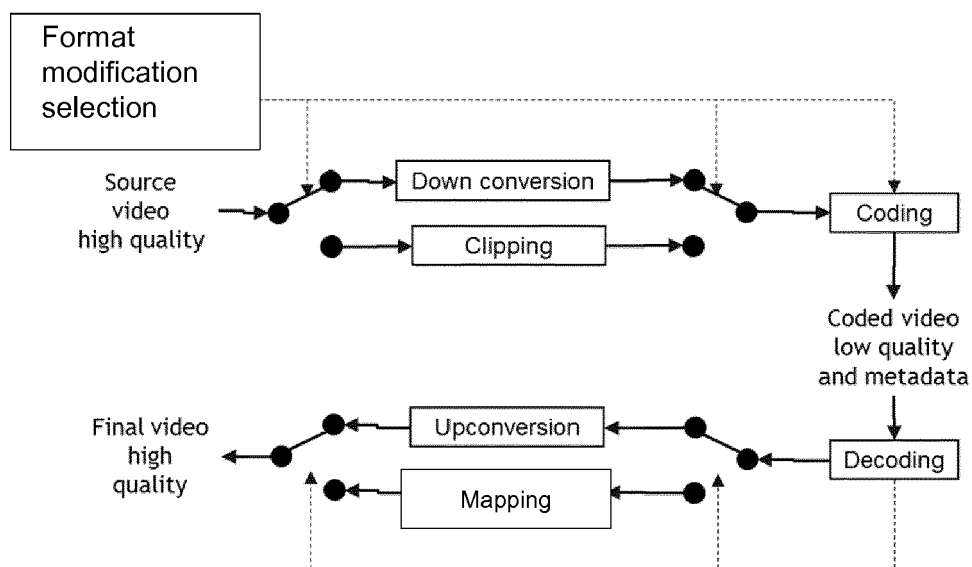 Format
modification
selection
Source
video
high quality
Down conversion
Clipping
Coding
Coded video
low quality
and metadata
Final video
high
quality
Upconversion
Mapping
Decoding